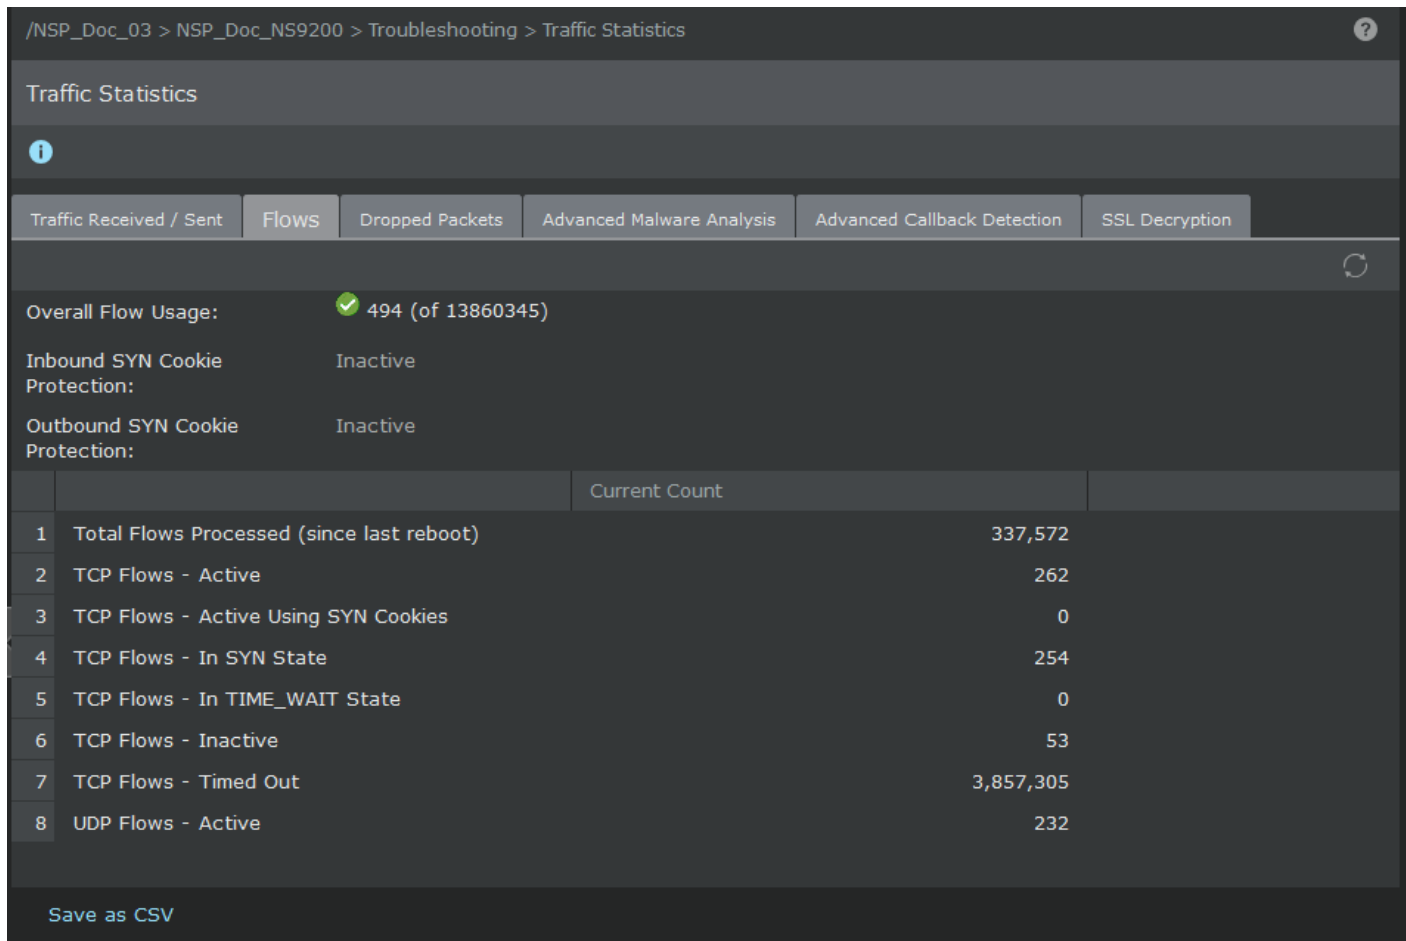 /NSP_Doc_03 > NSP_Doc_NS9200 > Troubleshooting > Traffic Statistics
?
Traffic Statistics
i
Traffic Received / Sent Flows Dropped Packets Advanced Malware Analysis Advanced Callback Detection SSL Decryption
Overall Flow Usage: 494 (of 13860345)
Inbound SYN Cookie Protection: Inactive
Outbound SYN Cookie Protection: Inactive
Current Count
1 Total Flows Processed (since last reboot) 337,572
2 TCP Flows - Active 262
3 TCP Flows - Active Using SYN Cookies 0
4 TCP Flows - In SYN State 254
5 TCP Flows - In TIME_WAIT State 0
6 TCP Flows - Inactive 53
7 TCP Flows - Timed Out 3,857,305
8 UDP Flows - Active 232
Save as CSV